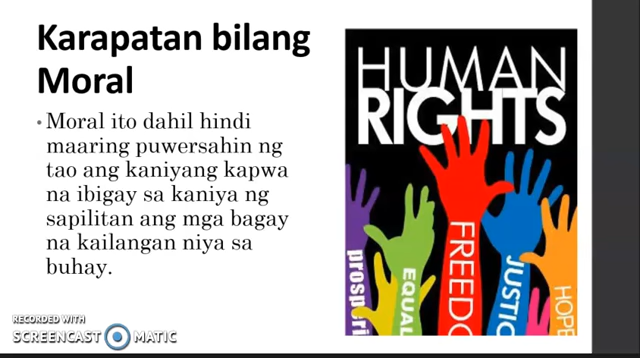 Karapatan bilang
Moral
• Moral ito dahil hindi
maaring puwersahin ng
tao ang kaniyang kapwa
na ibigay sa kaniya ng
sapilitan ang mga bagay
na kailangan niya sa
buhay.
HUMAN
RIGHTS
prosperi
EQUAL
FREEDO
JUSTIC
HOPE
RECORDED WITH
SCREENCAST MATIC